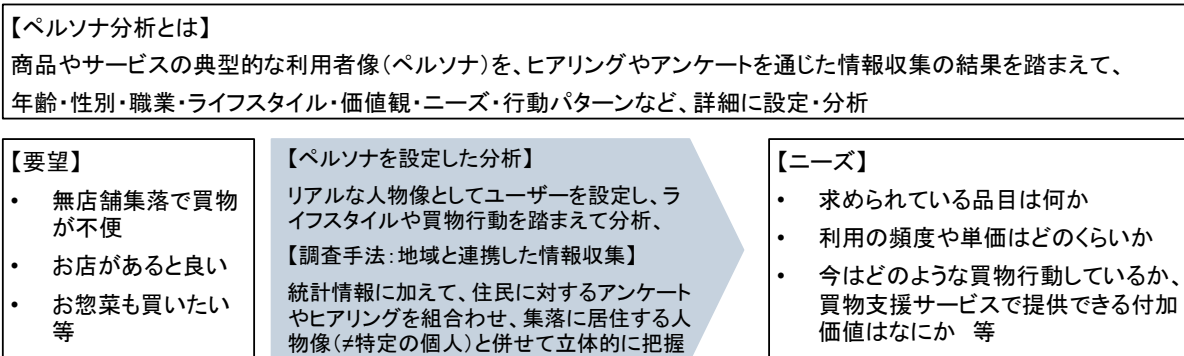 【ペルソナ分析とは】
商品やサービスの典型的な利用者像(ペルソナ)を、ヒアリングやアンケートを通じた情報収集の結果を踏まえて、
年齢・性別・職業・ライフスタイル・価値観・ニーズ・行動パターンなど、詳細に設定・分析
【要望】
• 無店舗集落で買物
が不便
• お店があると良い
• お惣菜も買いたい
等
【ペルソナを設定した分析】
リアルな人物像としてユーザーを設定し、ラ
イフスタイルや買物行動を踏まえて分析、
【調査手法:地域と連携した情報収集】
統計情報に加えて、住民に対するアンケート
やヒアリングを組合わせ、集落に居住する人
物像(≠特定の個人)と併せて立体的に把握
【ニーズ】
• 求められている品目は何か
• 利用の頻度や単価はどのくらいか
• 今はどのような買物行動しているか、
買物支援サービスで提供できる付加
価値はなにか 等